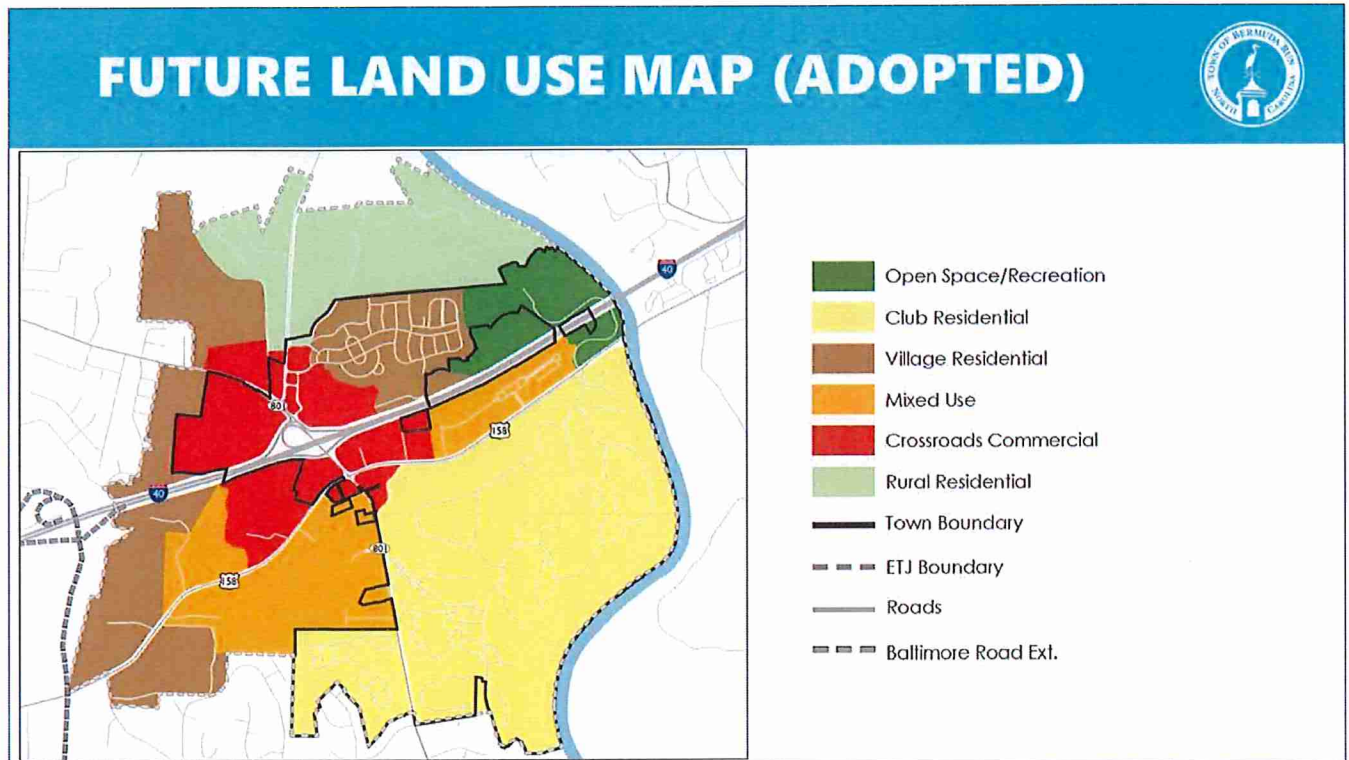 FUTURE LAND USE MAP (ADOPTED)
TOWN OF BERMUDA RUN
NORTH CAROLINA
40
801
158
40
801
158
Open Space/Recreation
Club Residential
Village Residential
Mixed Use
Crossroads Commercial
Rural Residential
Town Boundary
ETJ Boundary
Roads
Baltimore Road Ext.